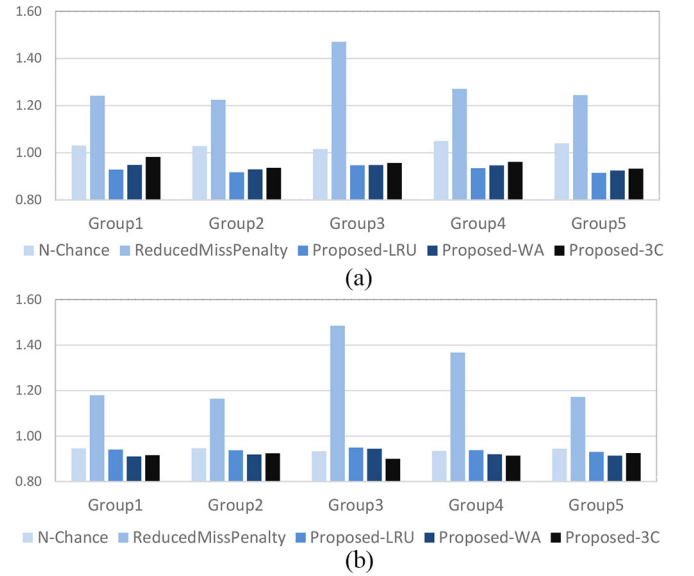 1.60
1.40
1.20
1.00
0.80
Group1 Group2 Group3 Group4 Group5
N-Chance ReducedMissPenalty Proposed-LRU Proposed-WA Proposed-3C
(a)
1.60
1.40
1.20
1.00
0.80
Group1 Group2 Group3 Group4 Group5
N-Chance ReducedMissPenalty Proposed-LRU Proposed-WA Proposed-3C
(b)